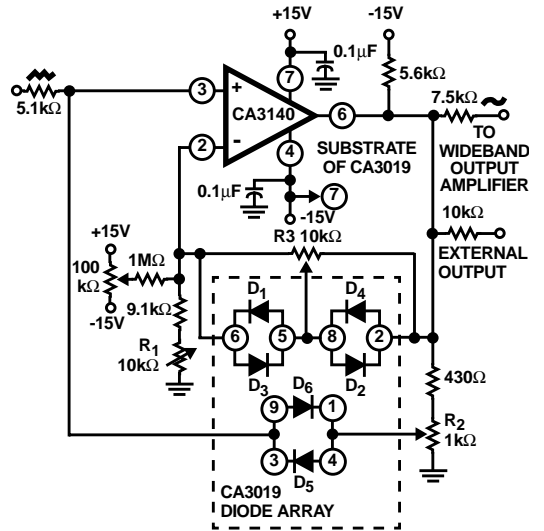 +15V
-15V
0.1μF
5.1kΩ
3
+
7
CA3140
6
5.6kΩ
7.5kΩ
TO
WIDEBAND
OUTPUT
AMPLIFIER
2
-
4
SUBSTRATE
OF CA3019
0.1μF
7
-15V
10kΩ
EXTERNAL
OUTPUT
+15V
100
kΩ
-15V
1MΩ
R3 10kΩ
9.1kΩ
R1
10kΩ
D1
D4
6
5
8
2
D3
D2
D6
9
1
3
4
D5
430Ω
R2
1kΩ
CA3019
DIODE ARRAY